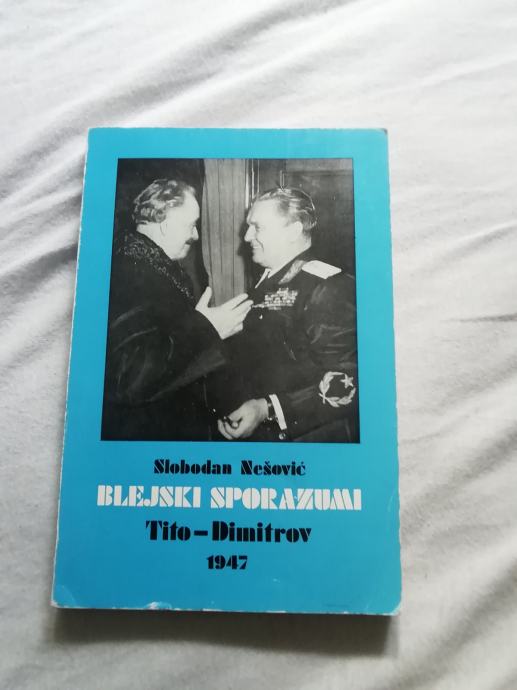 Slobodan Nešović
BLEJSKI SPORAZUMI
Tito – Dimitrov
1947